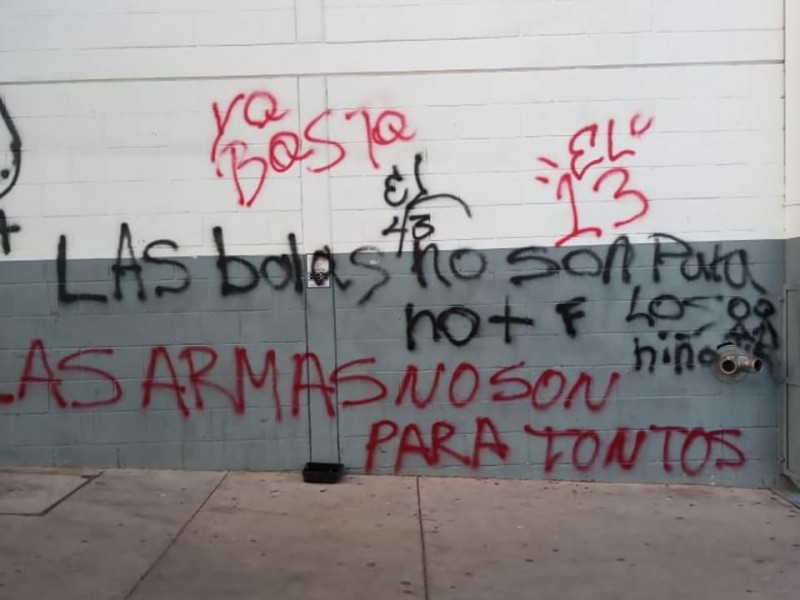 ya
BaSTa
EL
13
EL
43
LAS bolas no son Para
LOS
niños
no + F
LAS ARMAS NO SON
PARA TONTOS